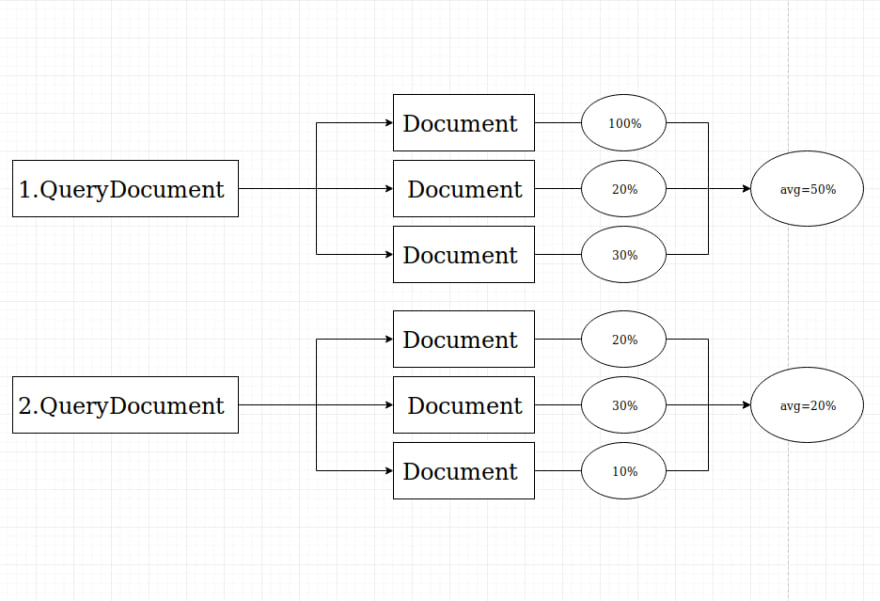 Document
100%
1.QueryDocument
Document
20%
avg=50%
Document
30%
Document
20%
2.QueryDocument
Document
30%
avg=20%
Document
10%